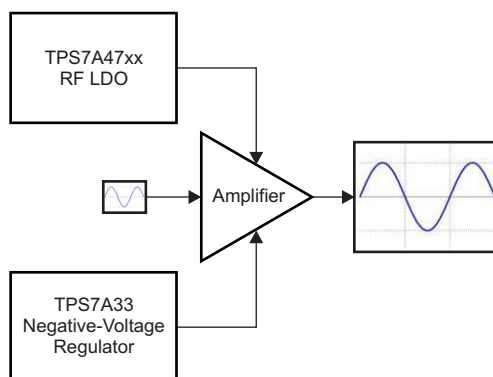 TPS7A47xx
RF LDO
Amplifier
TPS7A33
Negative-Voltage
Regulator